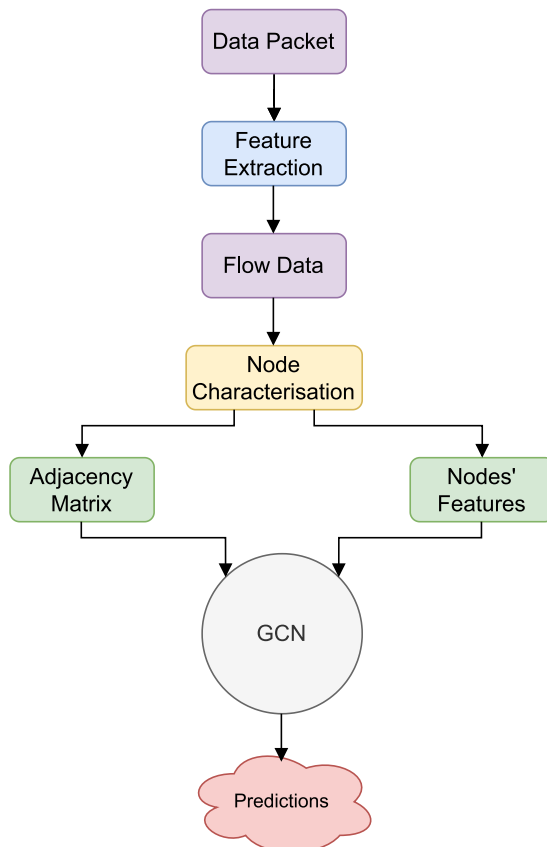 Data Packet
Feature
Extraction
Flow Data
Node
Characterisation
Adjacency
Matrix
Nodes'
Features
GCN
Predictions